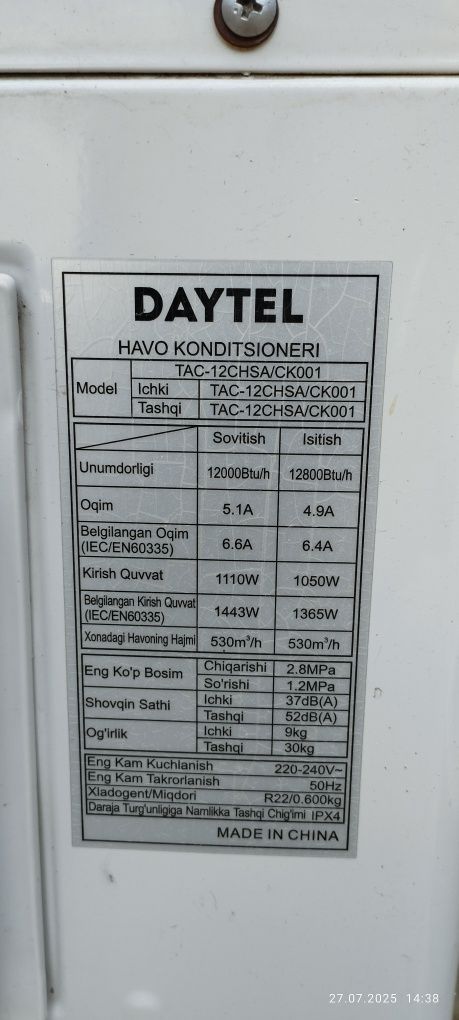 DAYTEL
HAVO KONDITSIONERI
Model TAC-12CHSA/CK001
Ichki TAC-12CHSA/CK001
Tashqi TAC-12CHSA/CK001
Sovitish Isitish
Unumdorligi 12000Btu/h 12800Btu/h
Oqim 5.1A 4.9A
Belgilangan Oqim
(IEC/EN60335) 6.6A 6.4A
Kirish Quvvat 1110W 1050W
Belgilangan Kirish Quvvat
(IEC/EN60335) 1443W 1365W
Xonadagi Havoning Hajmi 530m³/h 530m³/h
Eng Ko'p Bosim Chiqarishi 2.8MPa
So'rishi 1.2MPa
Shovqin Sathi Ichki 37dB(A)
Tashqi 52dB(A)
Og'irlik Ichki 9kg
Tashqi 30kg
Eng Kam Kuchlanish 220-240V~
Eng Kam Takrorlanish 50Hz
Xladogent/Miqdori R22/0.600kg
Daraja Turg'unligiga Namlikka Tashqi Chig'imi IPX4
MADE IN CHINA
27.07.2025 14:38